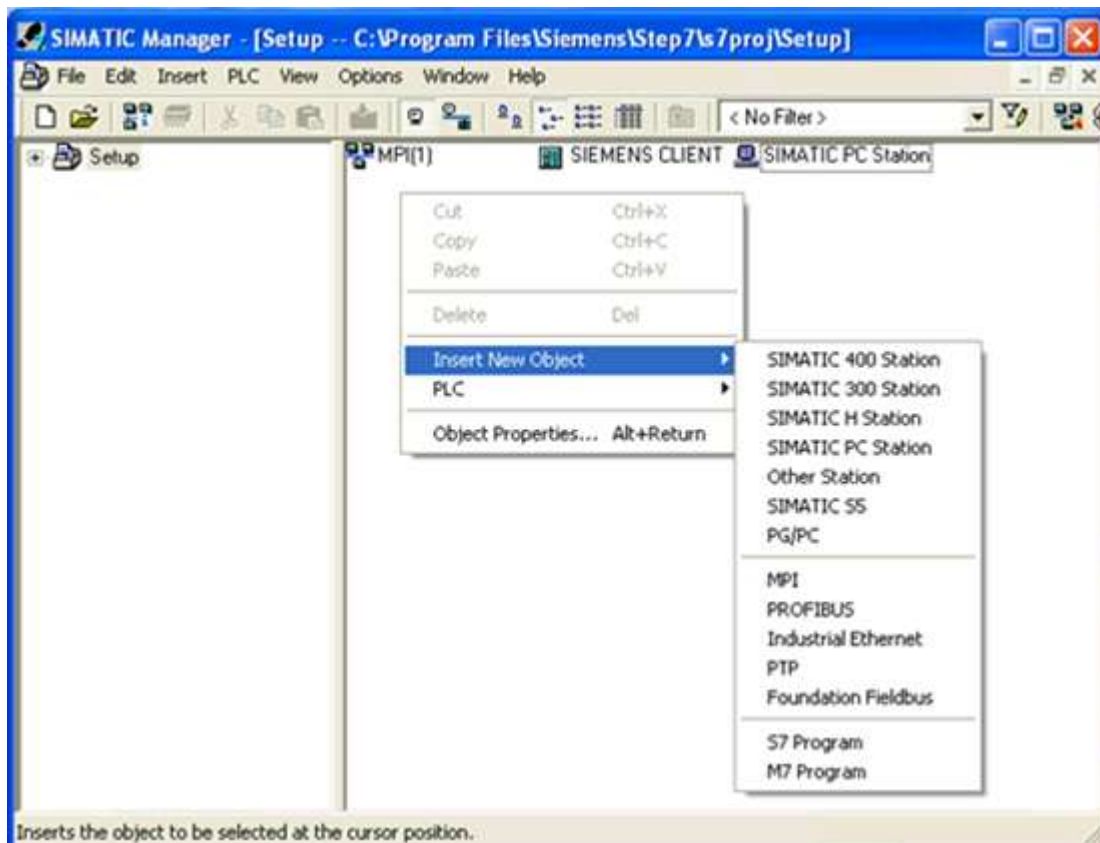 SIMATIC Manager - [Setup -- C:\Program Files\Siemens\Step7\s7proj\Setup]
File Edit Insert PLC View Options Window Help
< No Filter >
Setup
MPI(1) SIEMENS CLIENT SIMATIC PC Station
Cut Ctrl+X
Copy Ctrl+C
Paste Ctrl+V
Delete Del
Insert New Object
PLC
Object Properties... Alt+Return
SIMATIC 400 Station
SIMATIC 300 Station
SIMATIC H Station
SIMATIC PC Station
Other Station
SIMATIC S5
PG/PC
MPI
PROFIBUS
Industrial Ethernet
PTP
Foundation Fieldbus
S7 Program
M7 Program
Inserts the object to be selected at the cursor position.